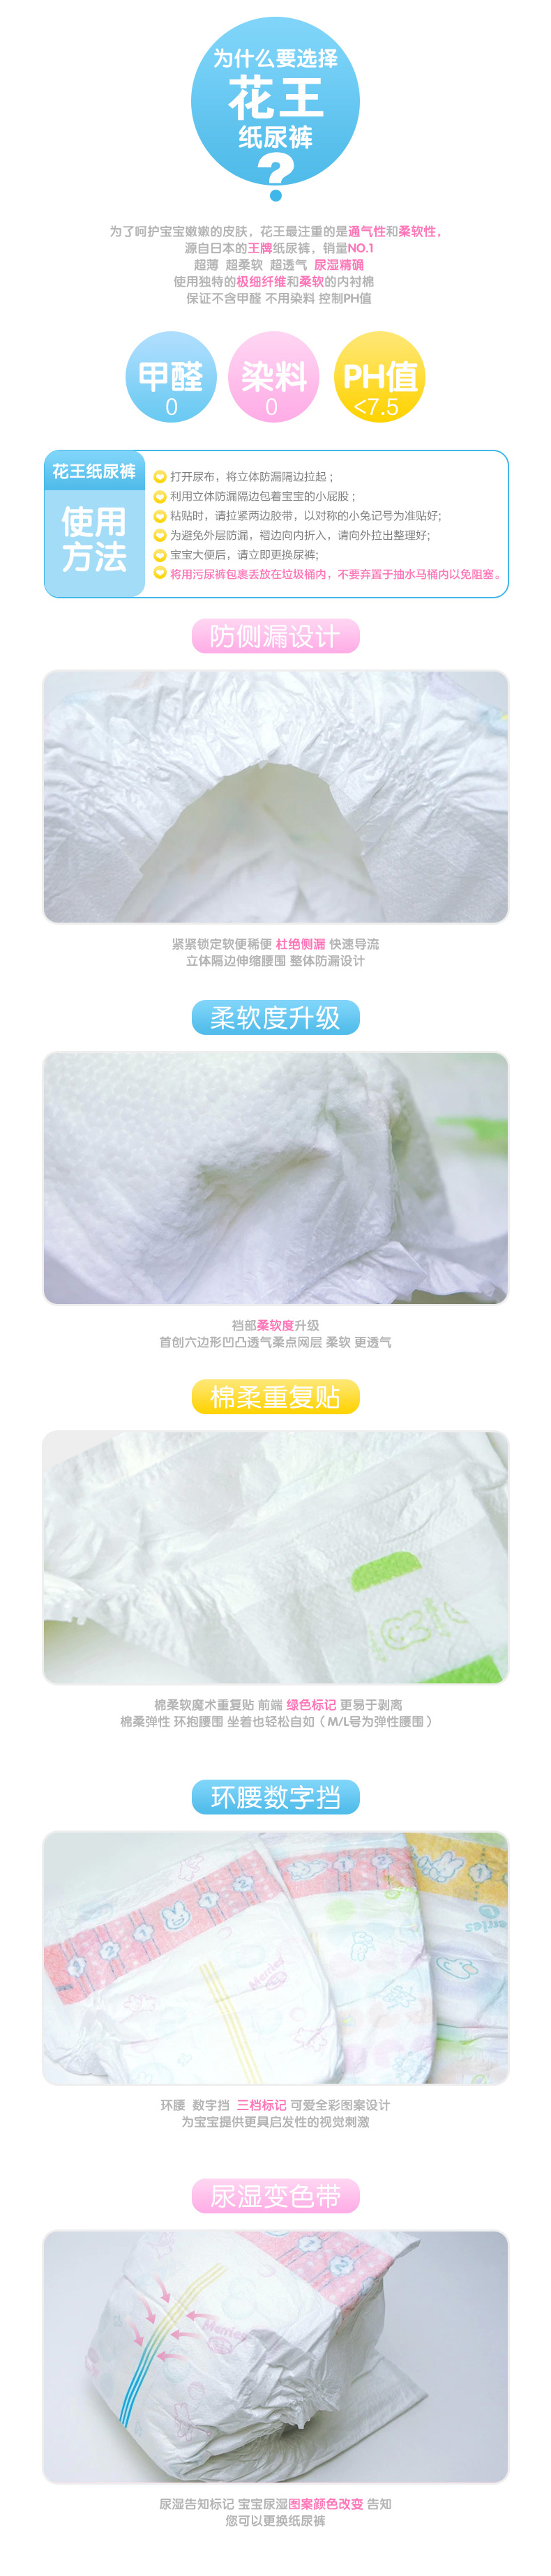 为什么要选择
花王
纸尿裤
?
为了呵护宝宝嫩嫩的皮肤，花王最注重的是通气性和柔软性，
源自日本的王牌纸尿裤，销量NO.1
超薄 超柔软 超透气 尿湿精确
使用独特的极细纤维和柔软的内衬棉
保证不含甲醛 不用染料 控制PH值
甲醛
0
染料
0
PH值
<7.5
花王纸尿裤
使用
方法
打开尿布，将立体防漏隔边拉起；
利用立体防漏隔边包着宝宝的小屁股；
粘贴时，请拉紧两边胶带，以对称的小兔记号为准贴好;
为避免外层防漏，褶边向内折入，请向外拉出整理好;
宝宝大便后，请立即更换尿裤;
将用污尿裤包裹丢放在垃圾桶内，不要弃置于抽水马桶内以免阻塞。
防侧漏设计
紧紧锁定软便稀便 杜绝侧漏 快速导流
立体隔边伸缩腰围 整体防漏设计
柔软度升级
裆部柔软度升级
首创六边形凹凸透气柔点网层 柔软 更透气
棉柔重复贴
棉柔软魔术重复贴 前端 绿色标记 更易于剥离
棉柔弹性 环抱腰围 坐着也轻松自如（M/L号为弹性腰围）
环腰数字挡
1 2
1 2
Merries
Merries
环腰 数字挡 三档标记 可爱全彩图案设计
为宝宝提供更具启发性的视觉刺激
尿湿变色带
Merries
尿湿告知标记 宝宝尿湿图案颜色改变 告知
您可以更换纸尿裤